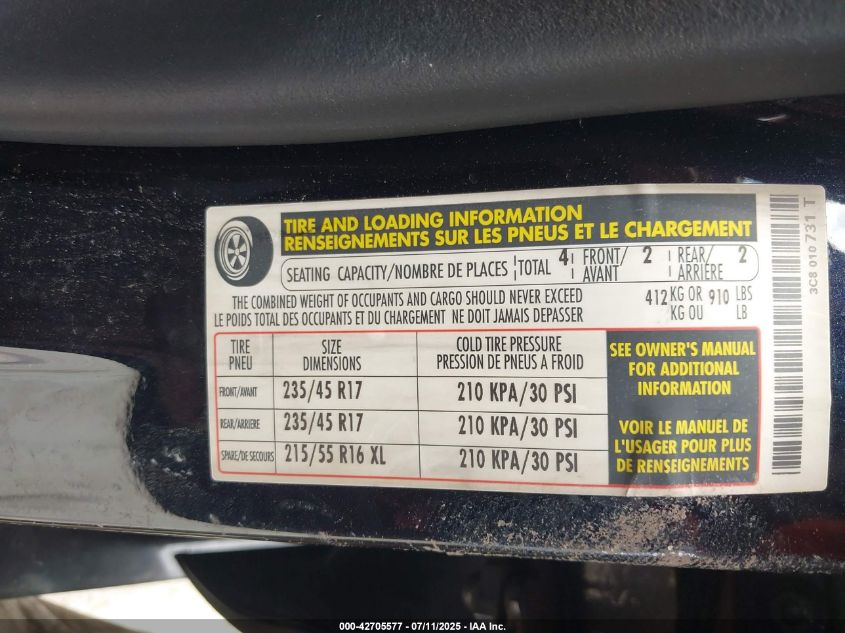 TIRE AND LOADING INFORMATION
RENSEIGNEMENTS SUR LES PNEUS ET LE CHARGEMENT
SEATING CAPACITY/NOMBRE DE PLACES TOTAL 4 FRONT/AVANT 2 REAR/ARRIÈRE 2
THE COMBINED WEIGHT OF OCCUPANTS AND CARGO SHOULD NEVER EXCEED 412 KG OR 910 LBS
LE POIDS TOTAL DES OCCUPANTS ET DU CHARGEMENT NE DOIT JAMAIS DEPASSER KG OU LB
TIRE PNEU
SIZE DIMENSIONS
COLD TIRE PRESSURE PRESSION DE PNEUS A FROID
FRONT/AVANT 235/45 R17 210 KPA/30 PSI
REAR/ARRIERE 235/45 R17 210 KPA/30 PSI
SPARE/DE SECOURS 215/55 R16 XL 210 KPA/30 PSI
SEE OWNER'S MANUAL
FOR ADDITIONAL
INFORMATION
VOIR LE MANUEL DE
L'USAGER POUR PLUS
DE RENSEIGNEMENTS
3C8 010 731 T
000-42705577 - 07/11/2025 - IAA Inc.